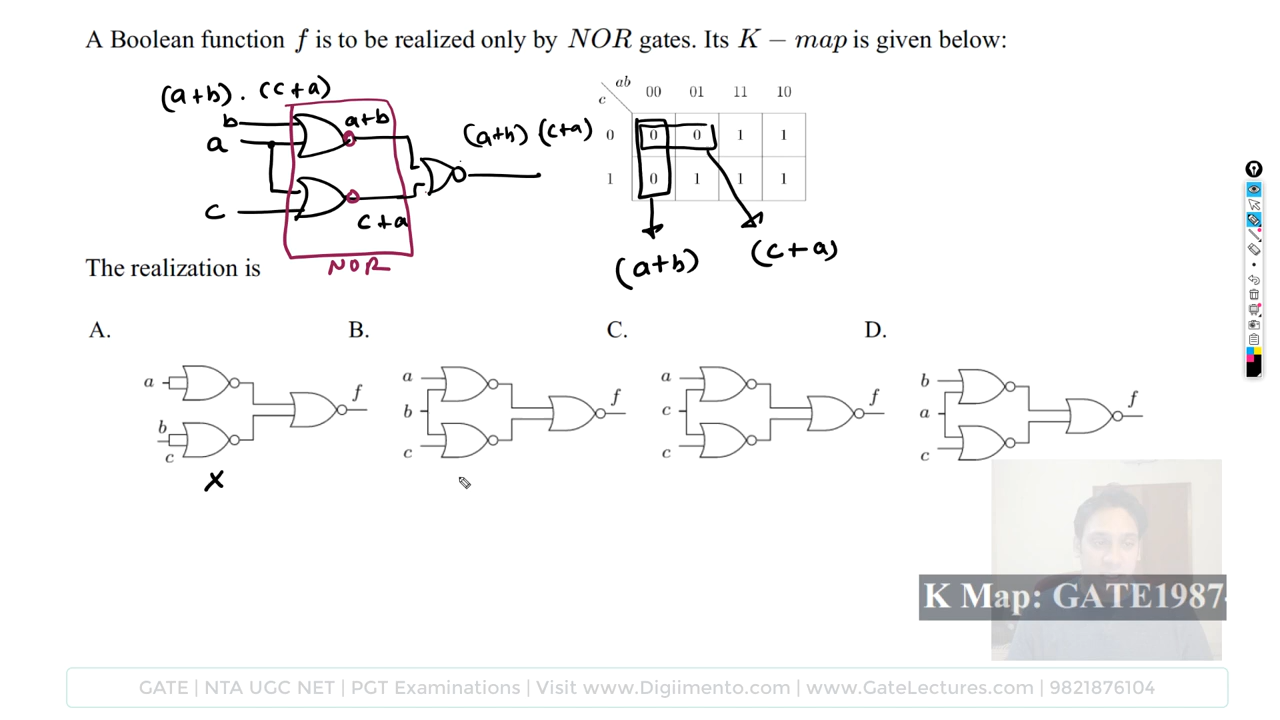 A Boolean function f is to be realized only by NOR gates. Its K − map is given below:
(a+b) . (c+a)
b
a
c
a+b
c+a
NOR
(a+b) (c+a)
ab
c
00 01 11 10
0 0 0 1 1
1 0 1 1 1
(a+b)
(c+a)
The realization is
A. B. C. D.
a
b
c
f
x
a
b
c
f
a
c
c
f
b
a
c
f
K Map: GATE1987-
GATE | NTA UGC NET | PGT Examinations | Visit www.Digiimento.com | www.GateLectures.com | 9821876104